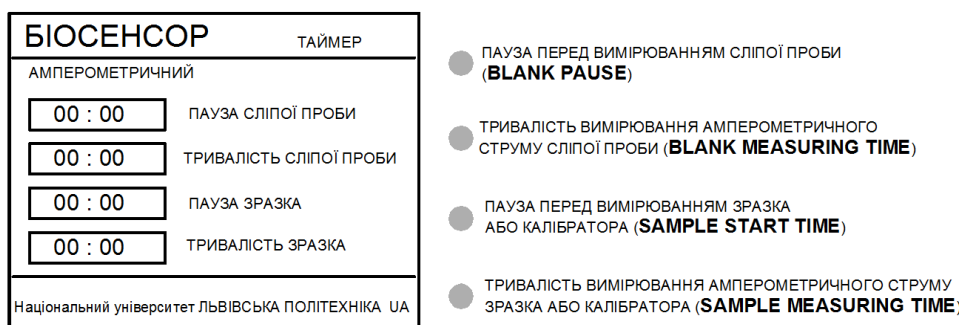 БІОСЕНСОР ТАЙМЕР
АМПЕРОМЕТРИЧНИЙ
00 : 00 ПАУЗА СЛІПОЇ ПРОБИ
00 : 00 ТРИВАЛІСТЬ СЛІПОЇ ПРОБИ
00 : 00 ПАУЗА ЗРАЗКА
00 : 00 ТРИВАЛІСТЬ ЗРАЗКА
Національний університет ЛЬВІВСЬКА ПОЛІТЕХНІКА UA
ПАУЗА ПЕРЕД ВИМІРЮВАННЯМ СЛІПОЇ ПРОБИ
(BLANK PAUSE)
ТРИВАЛІСТЬ ВИМІРЮВАННЯ АМПЕРОМЕТРИЧНОГО
СТРУМУ СЛІПОЇ ПРОБИ (BLANK MEASURING TIME)
ПАУЗА ПЕРЕД ВИМІРЮВАННЯМ ЗРАЗКА
АБО КАЛІБРАТОРА (SAMPLE START TIME)
ТРИВАЛІСТЬ ВИМІРЮВАННЯ АМПЕРОМЕТРИЧНОГО СТРУМУ
ЗРАЗКА АБО КАЛІБРАТОРА (SAMPLE MEASURING TIME)